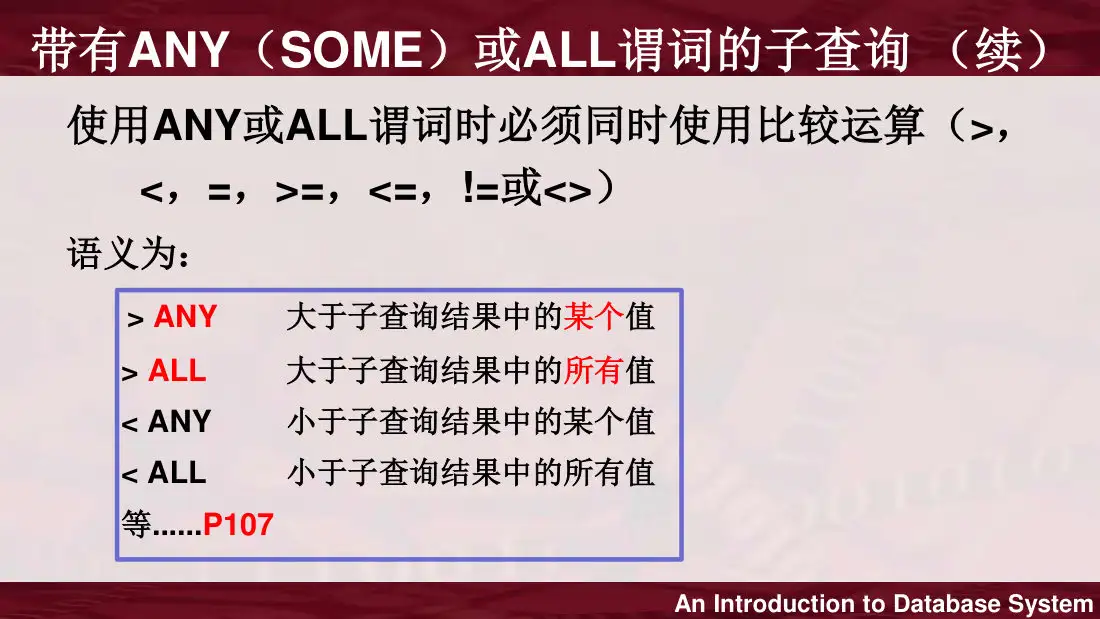 带有ANY（SOME）或ALL谓词的子查询 （续）
使用ANY或ALL谓词时必须同时使用比较运算（>，
<，=，>=，<=，!=或<>）
语义为：
> ANY 大于子查询结果中的某个值
> ALL 大于子查询结果中的所有值
< ANY 小于子查询结果中的某个值
< ALL 小于子查询结果中的所有值
等......P107
An Introduction to Database System